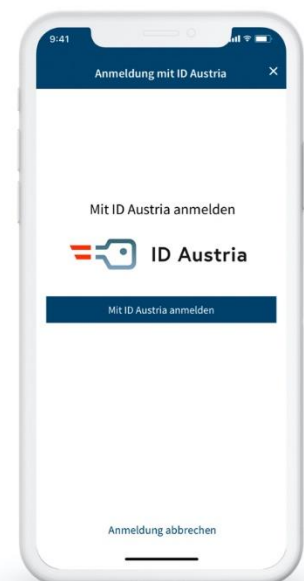 9:41
Anmeldung mit ID Austria ×
Mit ID Austria anmelden
ID Austria
Mit ID Austria anmelden
Anmeldung abbrechen